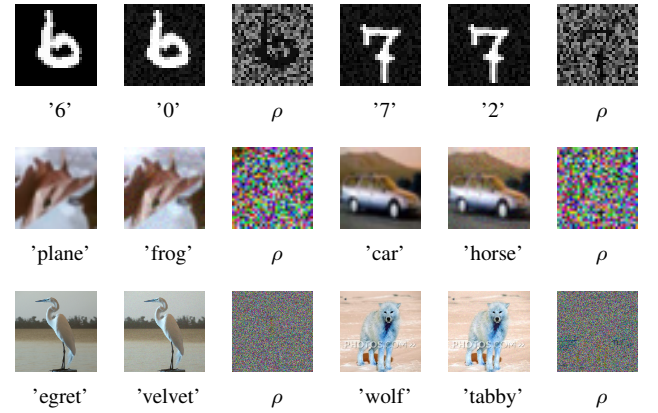 '6' '0' ρ '7' '2' ρ
'plane' 'frog' ρ 'car' 'horse' ρ
'egret' 'velvet' ρ 'wolf' 'tabby' ρ